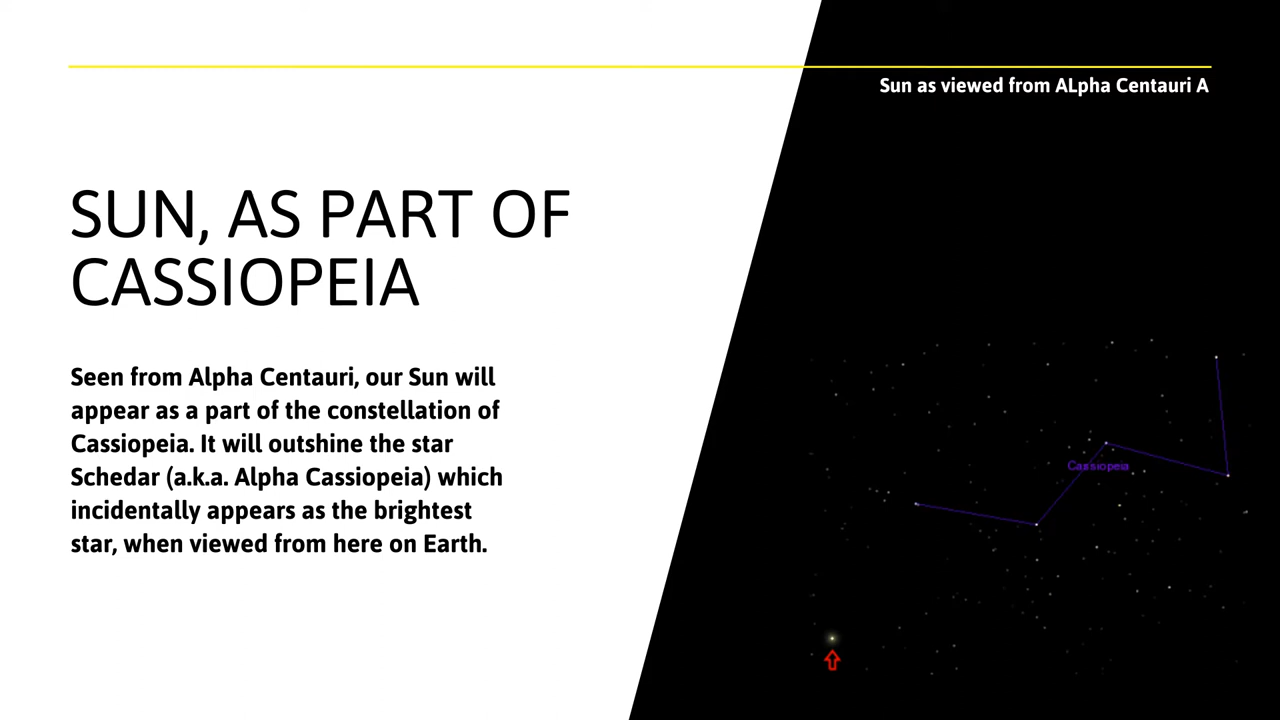 Sun as viewed from ALpha Centauri A
SUN, AS PART OF
CASSIOPEIA
Seen from Alpha Centauri, our Sun will
appear as a part of the constellation of
Cassiopeia. It will outshine the star
Schedar (a.k.a. Alpha Cassiopeia) which
incidentally appears as the brightest
star, when viewed from here on Earth.
Cassiopeia